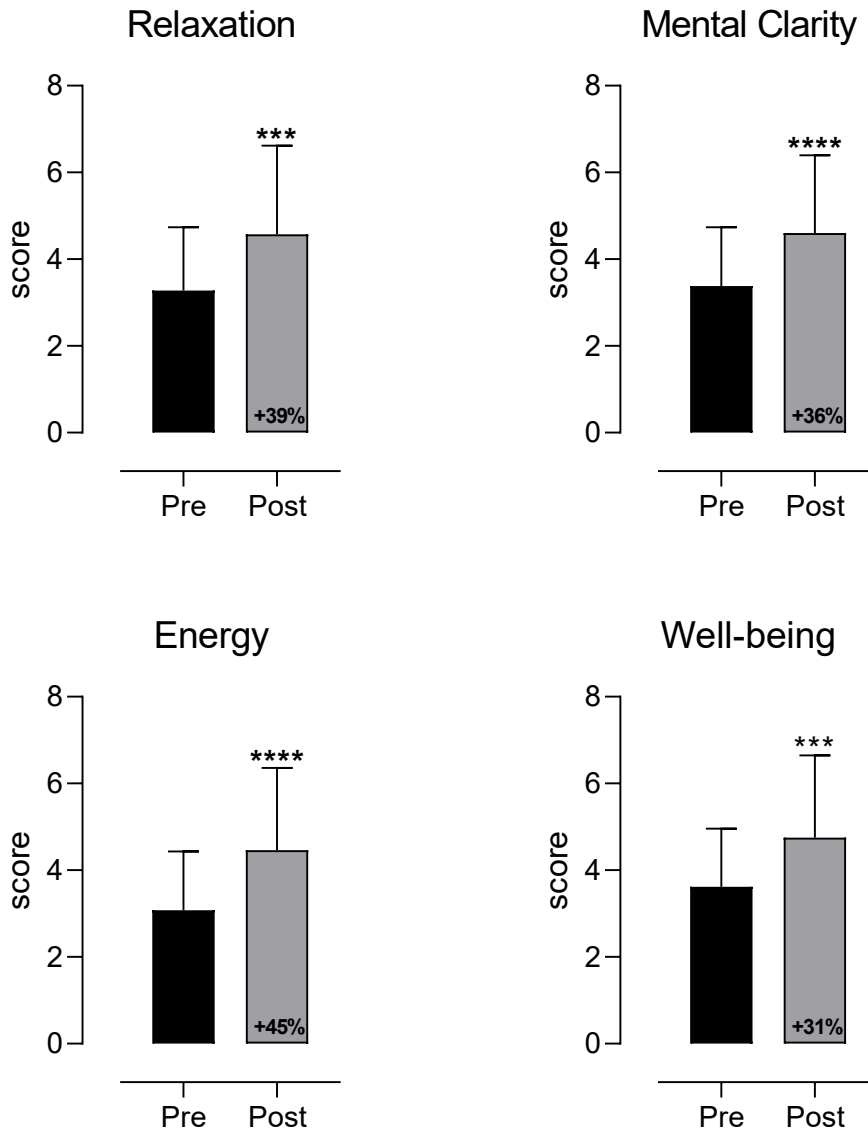 Relaxation
8
6
4
2
0
score
***
+39%
Pre Post
Mental Clarity
8
6
4
2
0
score
****
+36%
Pre Post
Energy
8
6
4
2
0
score
****
+45%
Pre Post
Well-being
8
6
4
2
0
score
***
+31%
Pre Post